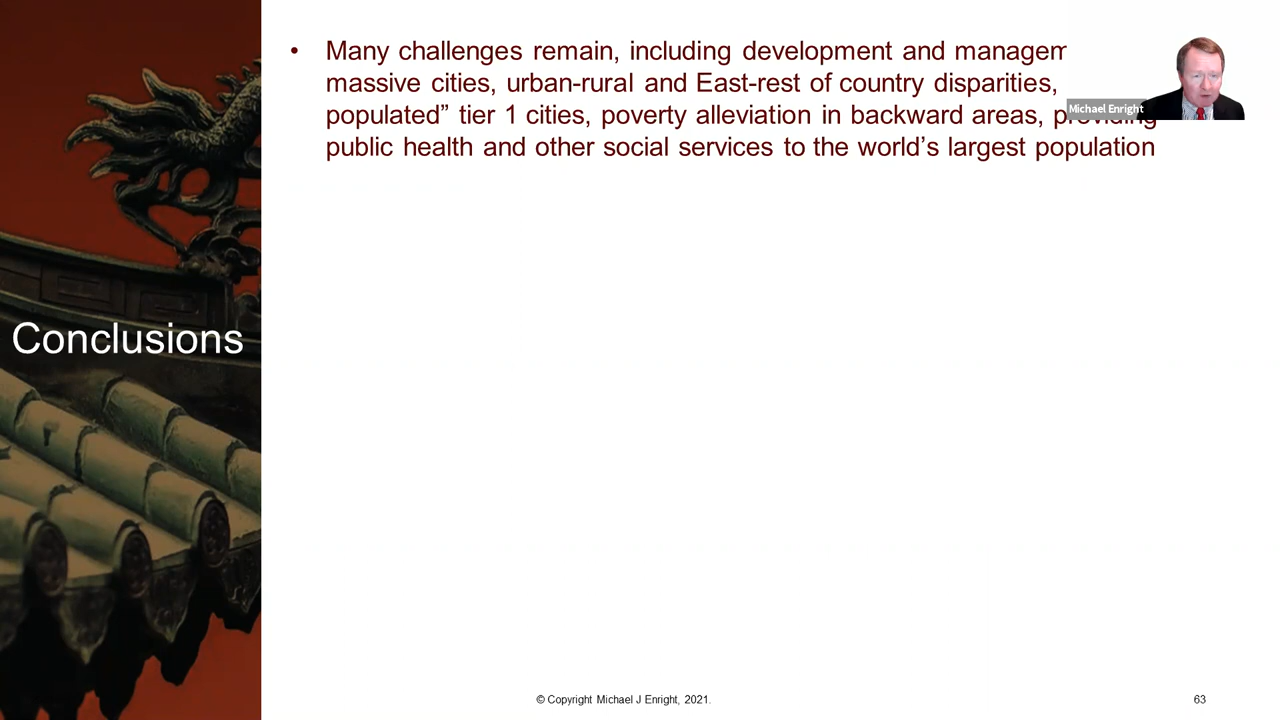 Conclusions
• Many challenges remain, including development and
massive cities, urban-rural and East-rest of country disparities,
populated” tier 1 cities, poverty alleviation in backward areas, providing
public health and other social services to the world’s largest population
Michael Enright
© Copyright Michael J Enright, 2021.
63